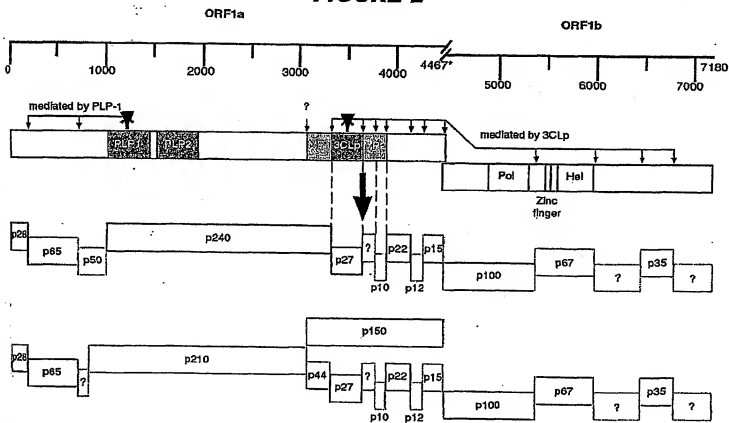 FIGURE 2
ORF1a
ORF1b
0 1000 2000 3000 4000 4467* 5000 6000 7000 7180
mediated by PLP-1
?
mediated by 3CLp
PLP1 PLP2 3CLp
Pol Hel
Zinc
finger
p28 p65 p50 p240 p27 ? p10 p22 p12 p15 p100 p67 ? p35 ?
p150
p28 p65 ? p210 p44 p27 ? p10 p22 p12 p15 p100 p67 ? p35 ?